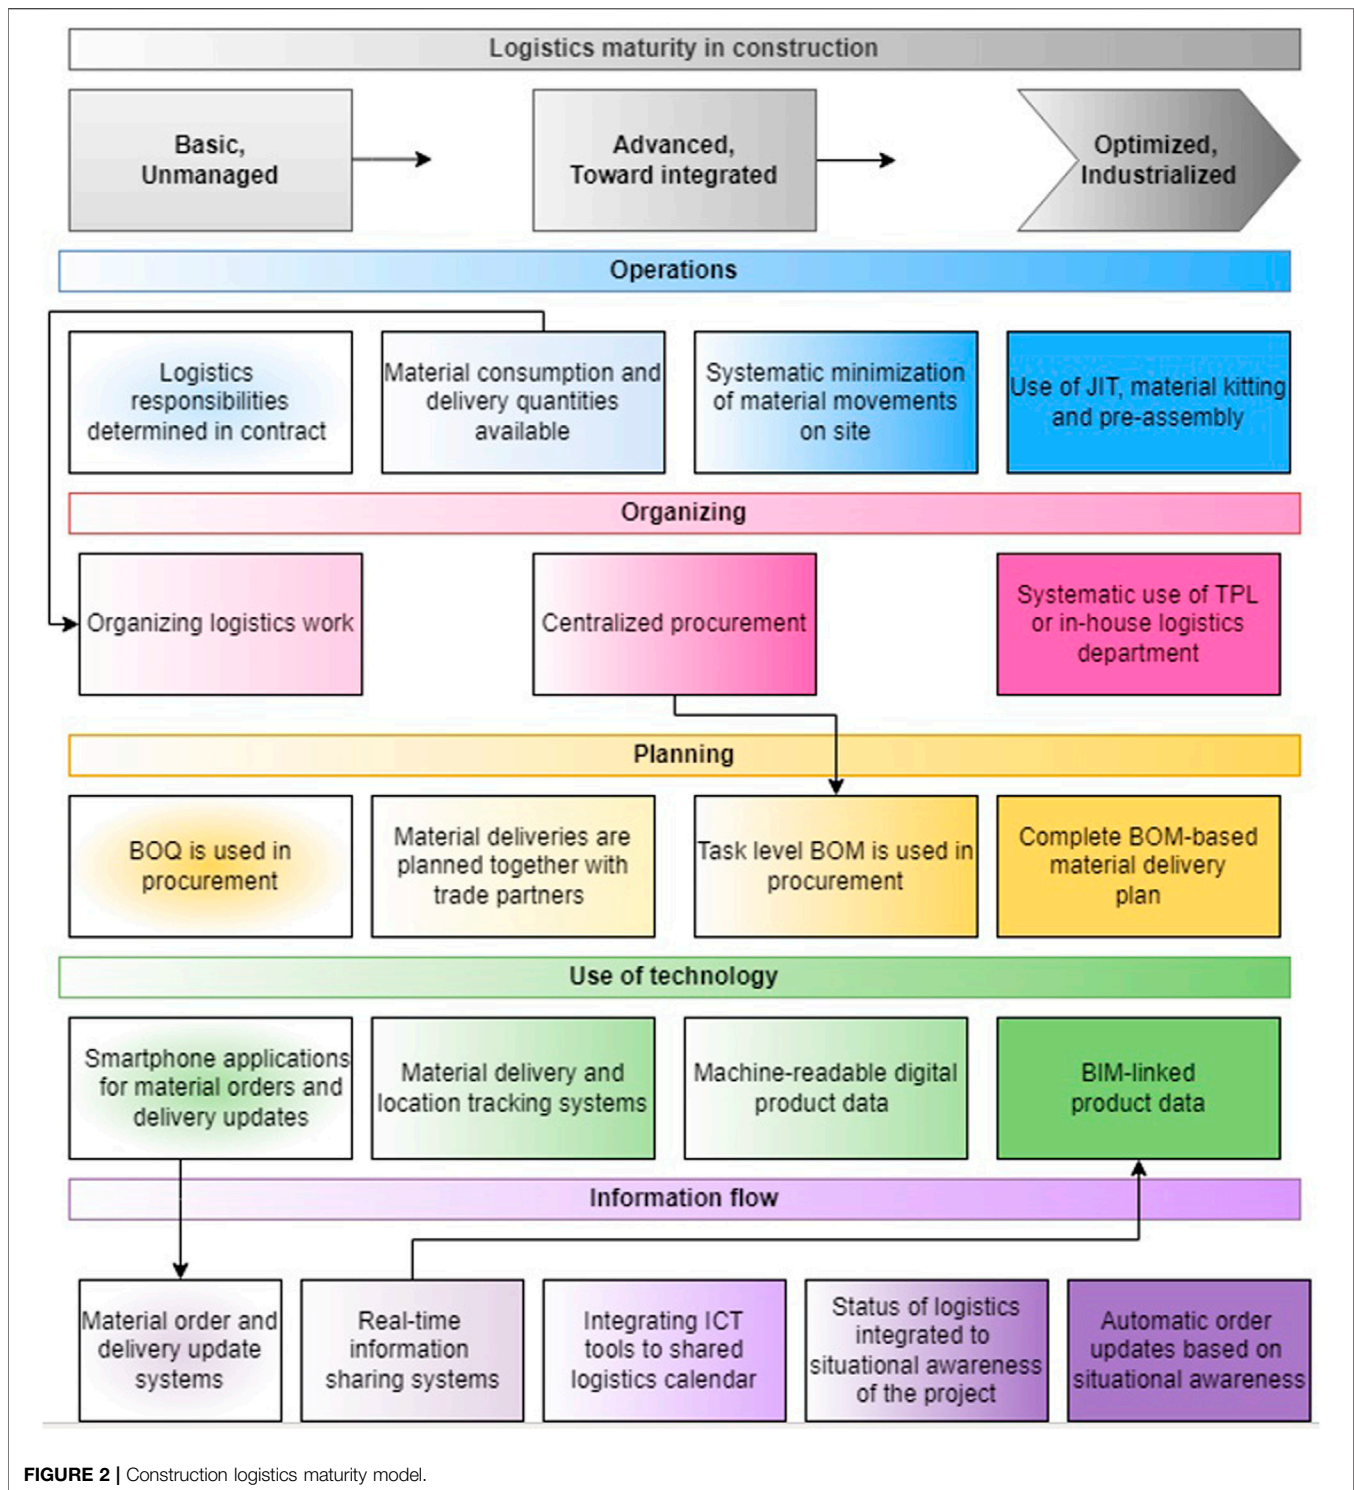 Logistics maturity in construction
Basic,
Unmanaged
Advanced,
Toward integrated
Optimized,
Industrialized
Operations
Logistics
responsibilities
determined in contract
Material consumption and
delivery quantities
available
Systematic minimization
of material movements
on site
Use of JIT, material kitting
and pre-assembly
Organizing
Organizing logistics work
Centralized procurement
Systematic use of TPL
or in-house logistics
department
Planning
BOQ is used in
procurement
Material deliveries are
planned together with
trade partners
Task level BOM is used in
procurement
Complete BOM-based
material delivery
plan
Use of technology
Smartphone applications
for material orders and
delivery updates
Material delivery and
location tracking systems
Machine-readable digital
product data
BIM-linked
product data
Information flow
Material order and
delivery update
systems
Real-time
information
sharing systems
Integrating ICT
tools to shared
logistics calendar
Status of logistics
integrated to
situational awareness
of the project
Automatic order
updates based on
situational awareness
FIGURE 2 | Construction logistics maturity model.